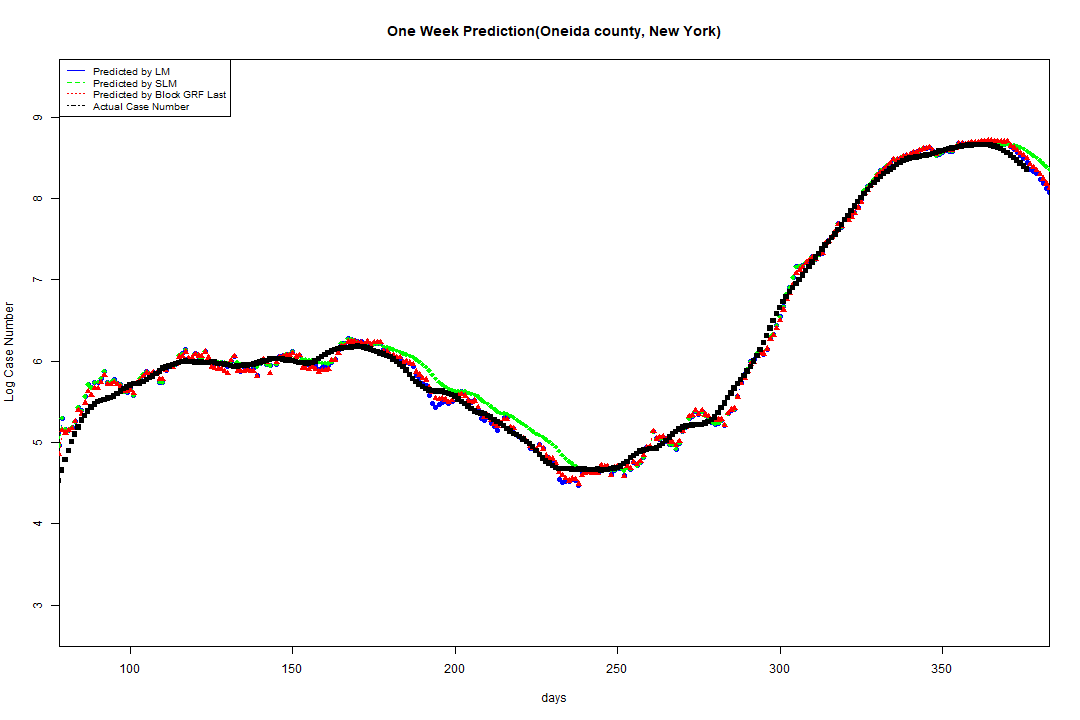 One Week Prediction(Oneida county, New York)
Predicted by LM
Predicted by SLM
Predicted by Block GRF Last
Actual Case Number
Log Case Number
9
8
7
6
5
4
3
100 150 200 250 300 350
days